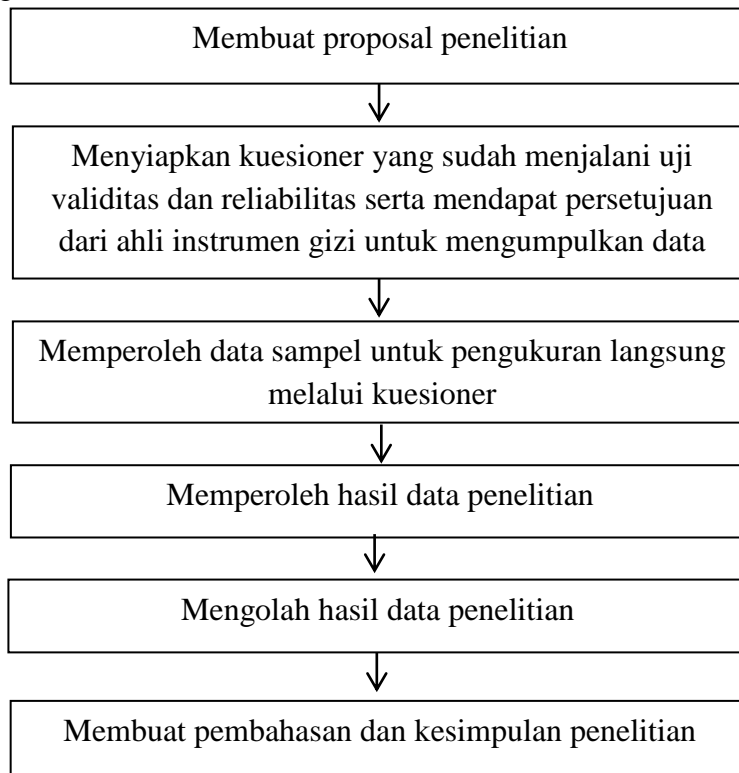 Membuat proposal penelitian
Menyiapkan kuesioner yang sudah menjalani uji
validitas dan reliabilitas serta mendapat persetujuan
dari ahli instrumen gizi untuk mengumpulkan data
Memperoleh data sampel untuk pengukuran langsung
melalui kuesioner
Memperoleh hasil data penelitian
Mengolah hasil data penelitian
Membuat pembahasan dan kesimpulan penelitian